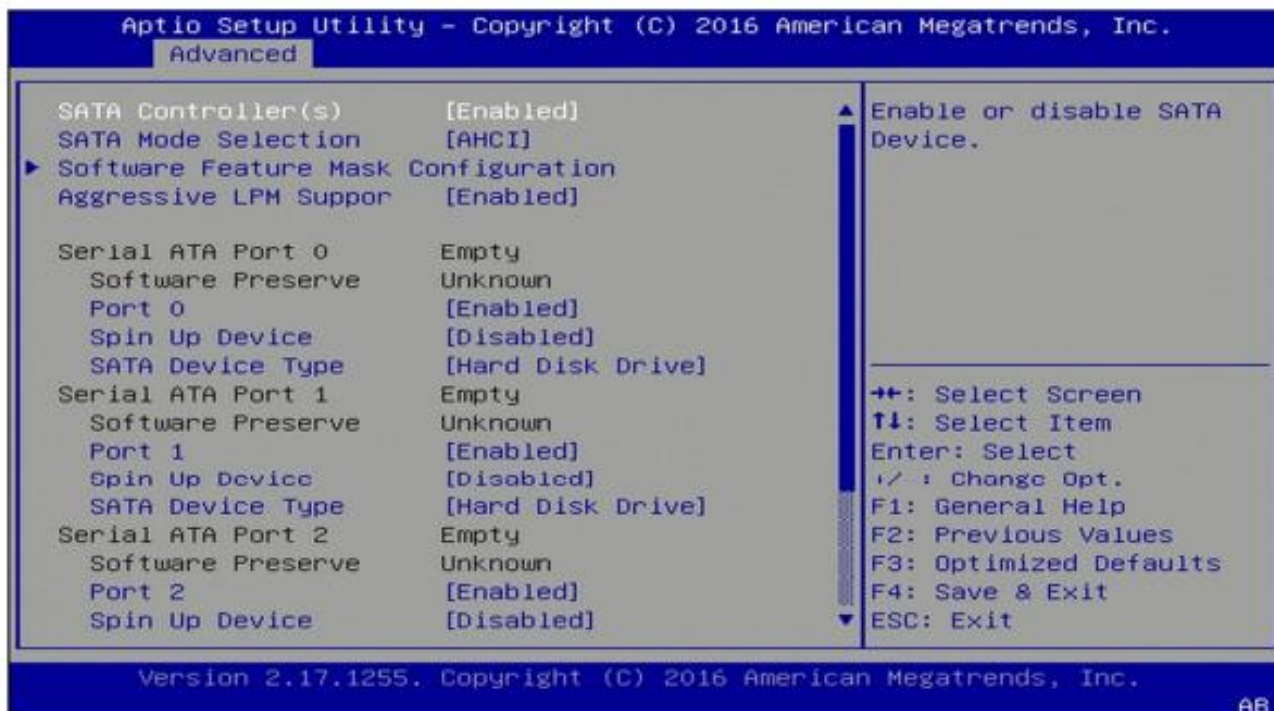 Aptio Setup Utility – Copyright (C) 2016 American Megatrends, Inc.
Advanced
SATA Controller(s) [Enabled]
SATA Mode Selection [AHCI]
▶ Software Feature Mask Configuration
Aggressive LPM Suppor [Enabled]
Serial ATA Port 0 Empty
Software Preserve Unknown
Port 0 [Enabled]
Spin Up Device [Disabled]
SATA Device Type [Hard Disk Drive]
Serial ATA Port 1 Empty
Software Preserve Unknown
Port 1 [Enabled]
Spin Up Device [Disabled]
SATA Device Type [Hard Disk Drive]
Serial ATA Port 2 Empty
Software Preserve Unknown
Port 2 [Enabled]
Spin Up Device [Disabled]
Enable or disable SATA
Device.
→←: Select Screen
↑↓: Select Item
Enter: Select
+/-: Change Opt.
F1: General Help
F2: Previous Values
F3: Optimized Defaults
F4: Save & Exit
ESC: Exit
Version 2.17.1255. Copyright (C) 2016 American Megatrends, Inc.
AB